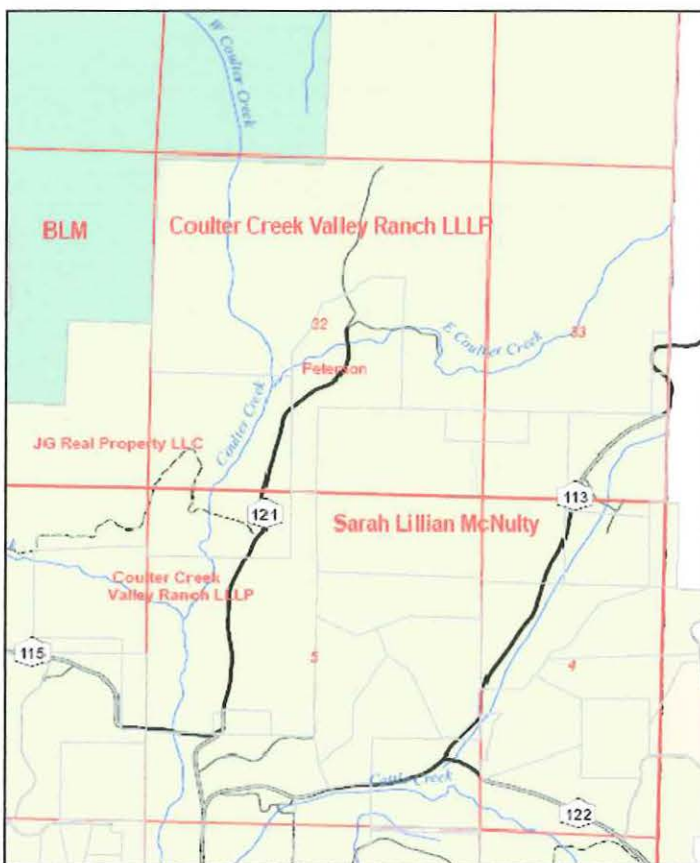 W Coulter Creek
BLM
Coulter Creek Valley Ranch LLLP
32
E Coulter Creek
33
Peterson
Coulter Creek
JG Real Property LLC
121
113
Sarah Lillian McNulty
Coulter Creek
Valley Ranch LLLP
115
5
4
Cattle Creek
122